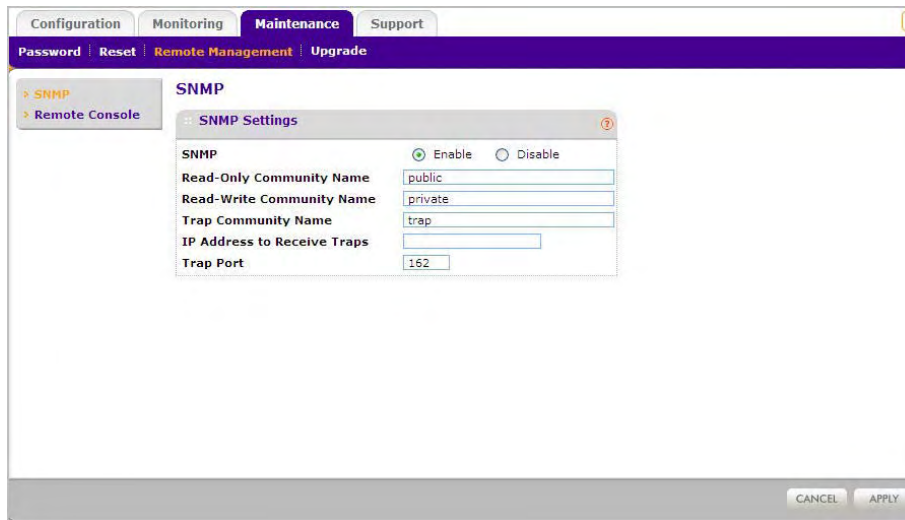 Configuration Monitoring Maintenance Support
Password Reset Remote Management Upgrade
SNMP
Remote Console
SNMP
SNMP Settings
?
SNMP Enable Disable
Read-Only Community Name public
Read-Write Community Name private
Trap Community Name trap
IP Address to Receive Traps
Trap Port 162
CANCEL APPLY